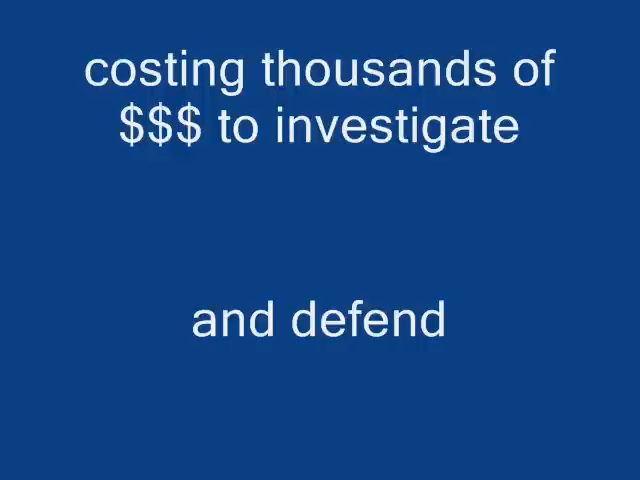 costing thousands of
$$$ to investigate
and defend